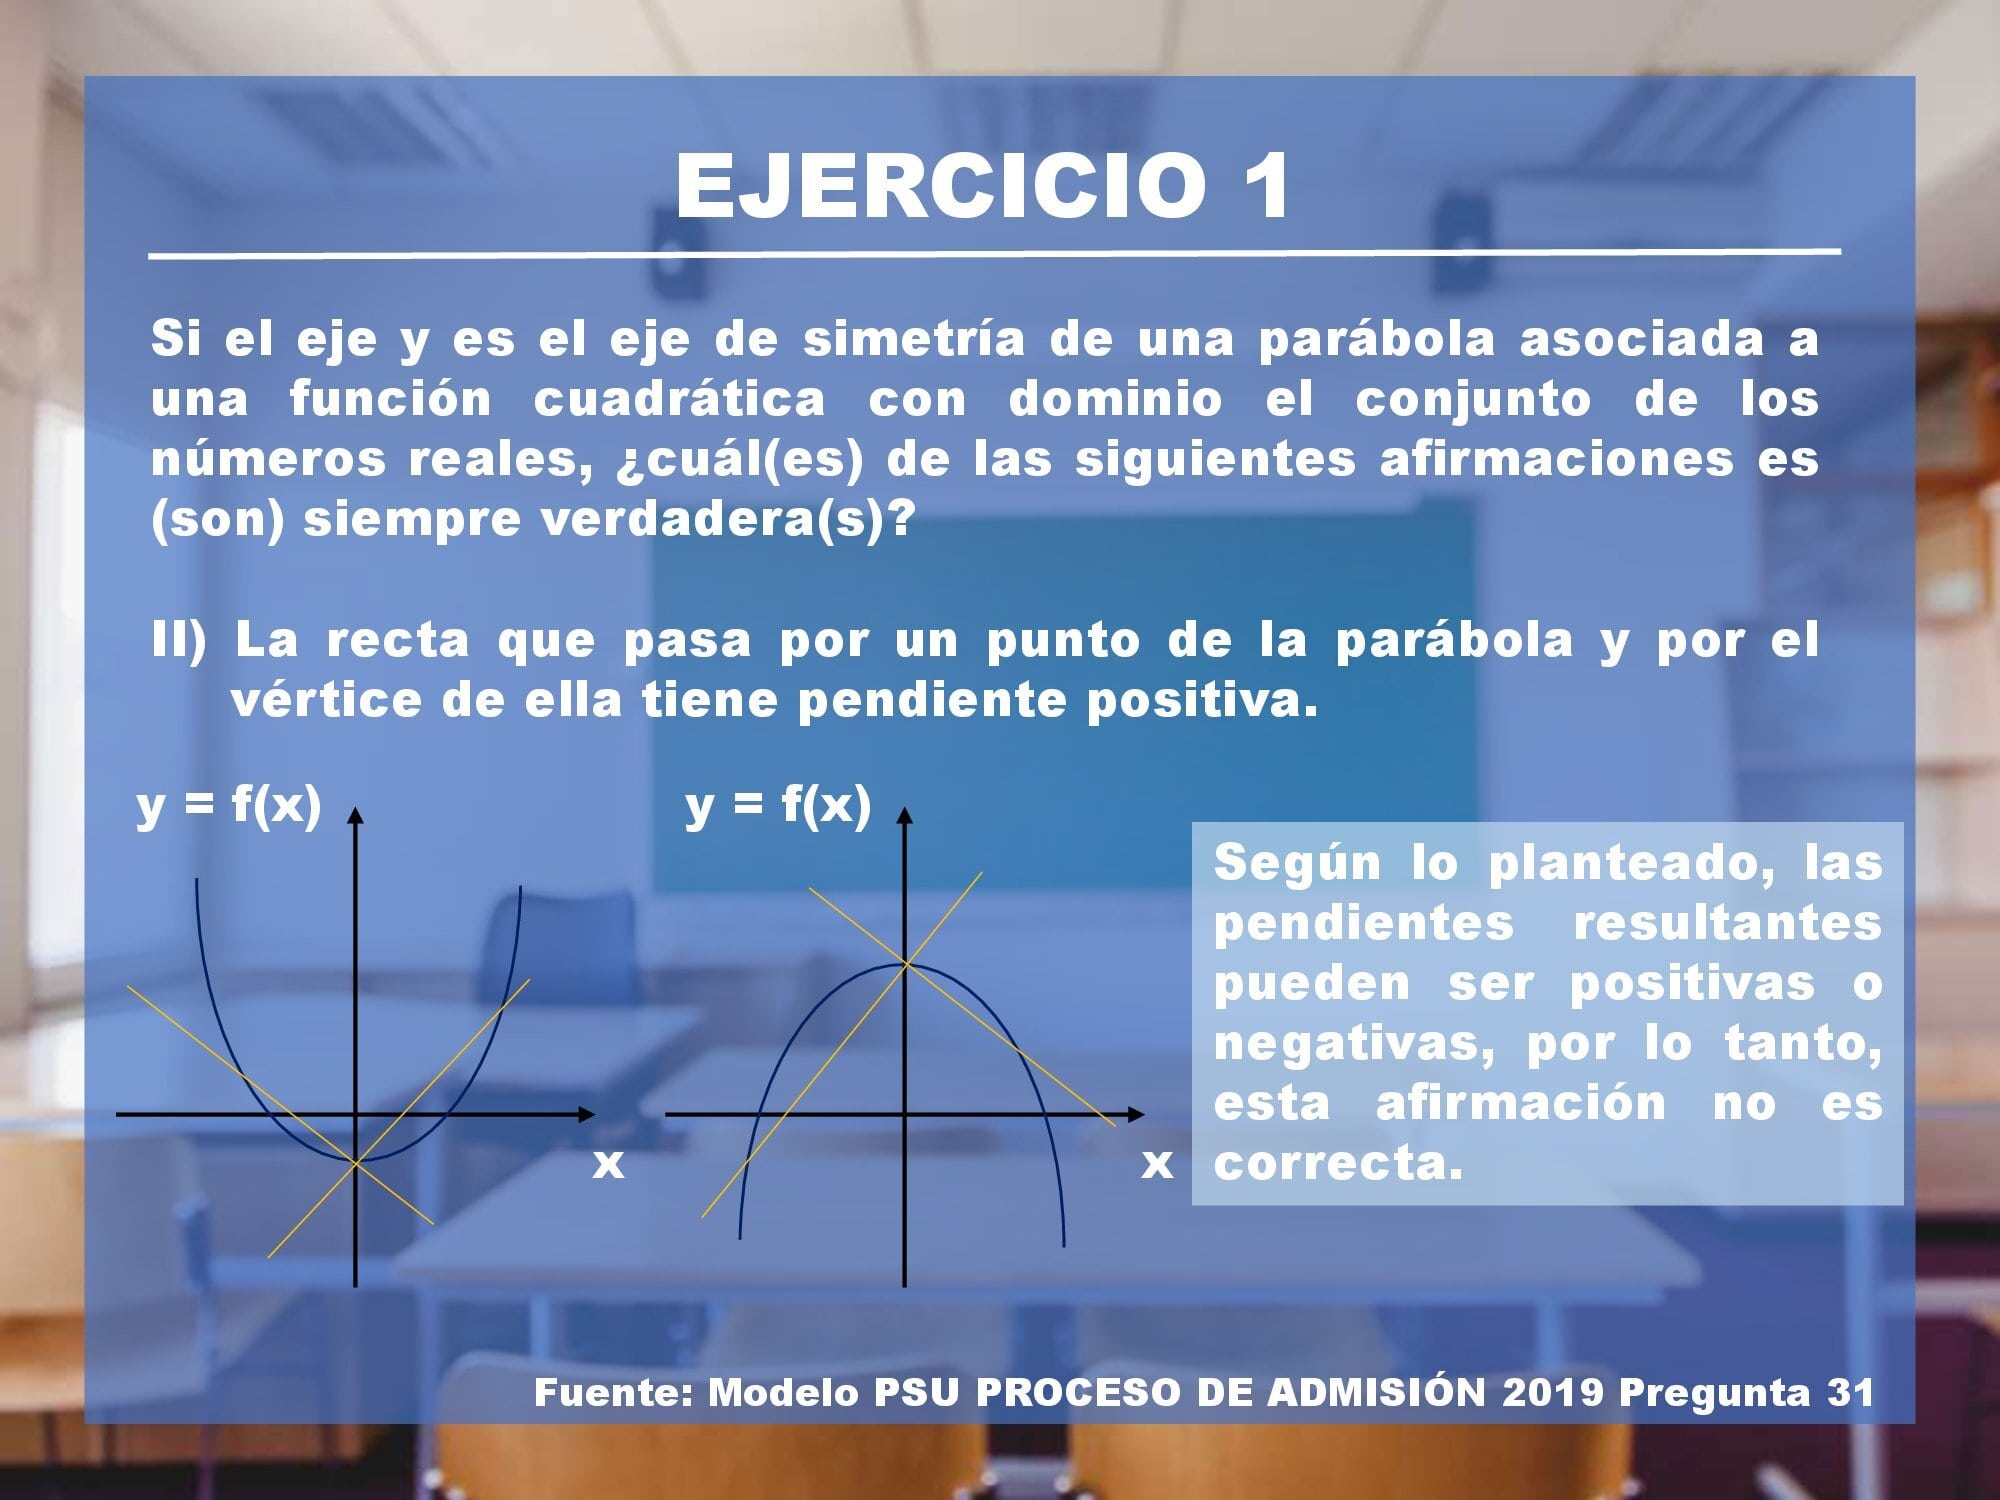 EJERCICIO 1
Si el eje y es el eje de simetría de una parábola asociada a
una función cuadrática con dominio el conjunto de los
números reales, ¿cuál(es) de las siguientes afirmaciones es
(son) siempre verdadera(s)?
II) La recta que pasa por un punto de la parábola y por el
vértice de ella tiene pendiente positiva.
y = f(x)
x
y = f(x)
x
Según lo planteado, las
pendientes resultantes
pueden ser positivas o
negativas, por lo tanto,
esta afirmación no es
correcta.
Fuente: Modelo PSU PROCESO DE ADMISIÓN 2019 Pregunta 31